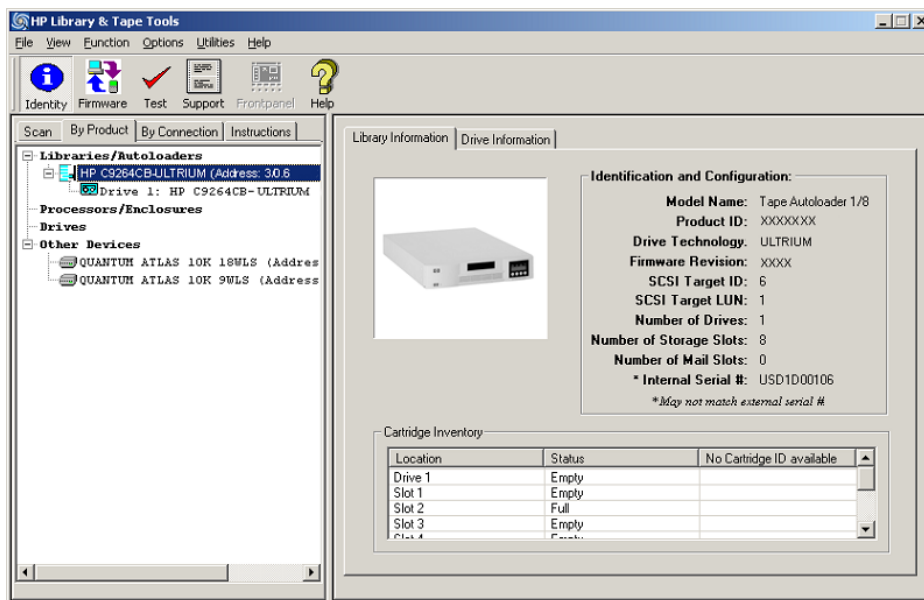 HP Library & Tape Tools
File View Function Options Utilities Help
Identity Firmware Test Support Frontpanel Help
Scan By Product By Connection Instructions
Libraries/Autoloaders
HP C9264CB-ULTRIUM (Address: 3.0.6
Drive 1: HP C9264CB-ULTRIUM
Processors/Enclosures
Drives
Other Devices
QUANTUM ATLAS 10K 18WLS (Addres
QUANTUM ATLAS 10K 9WLS (Address
Library Information Drive Information
Identification and Configuration:
Model Name: Tape Autoloader 1/8
Product ID: XXXXXXX
Drive Technology: ULTRIUM
Firmware Revision: XXXX
SCSI Target ID: 6
SCSI Target LUN: 1
Number of Drives: 1
Number of Storage Slots: 8
Number of Mail Slots: 0
* Internal Serial #: USD1D00106
*May not match external serial #
Cartridge Inventory
Location Status No Cartridge ID available
Drive 1 Empty
Slot 1 Empty
Slot 2 Full
Slot 3 Empty
Slot 4 Empty